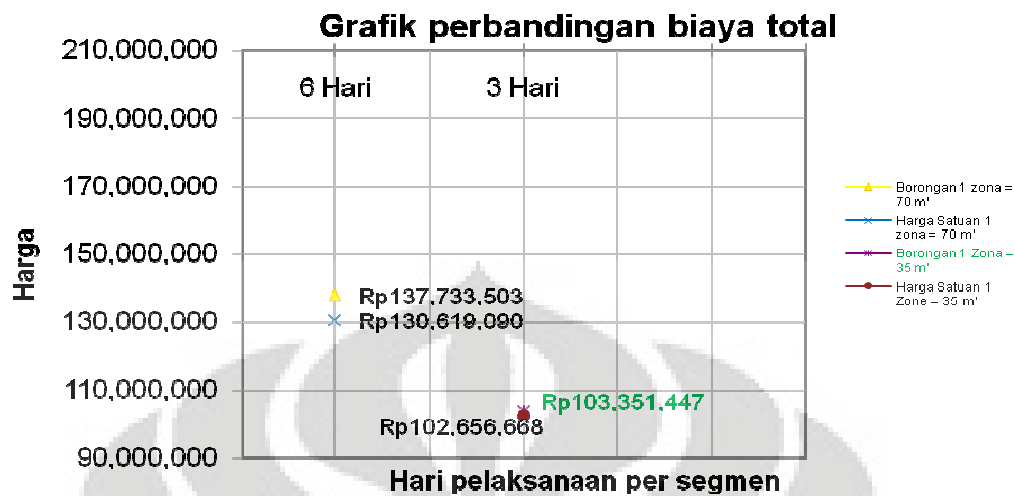 Grafik perbandingan biaya total
210,000,000
190,000,000
170,000,000
150,000,000
130,000,000
110,000,000
90,000,000
Harga
6 Hari
3 Hari
Rp137,733,503
Rp130,619,090
Rp103,351,447
Rp102,656,668
Hari pelaksanaan per segmen
Borongan 1 zona =
70 m'
Harga Satuan 1
zona = 70 m'
Borongan 1 Zona =
35 m'
Harga Satuan 1
Zone = 35 m'